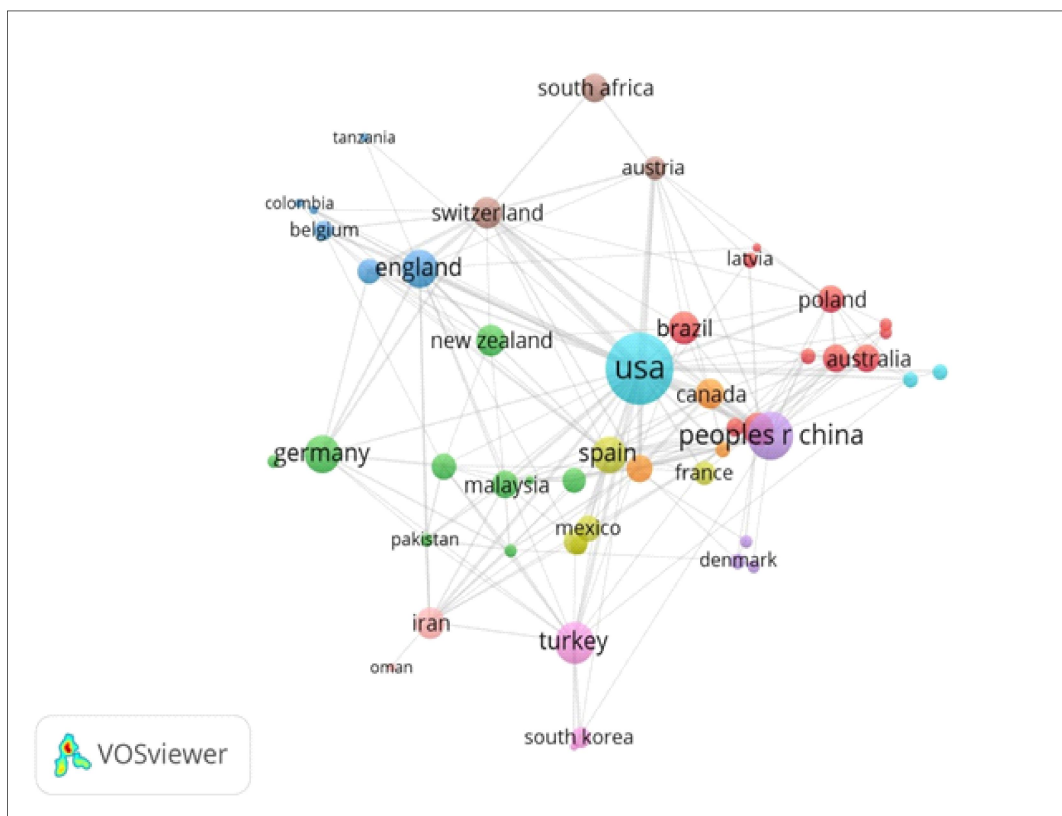 south africa
tanzania
austria
colombia
switzerland
belgium
latvia
england
poland
brazil
new zealand
australia
usa
canada
peoples r china
germany
spain
france
malaysia
mexico
pakistan
denmark
iran
turkey
oman
south korea
VOSviewer